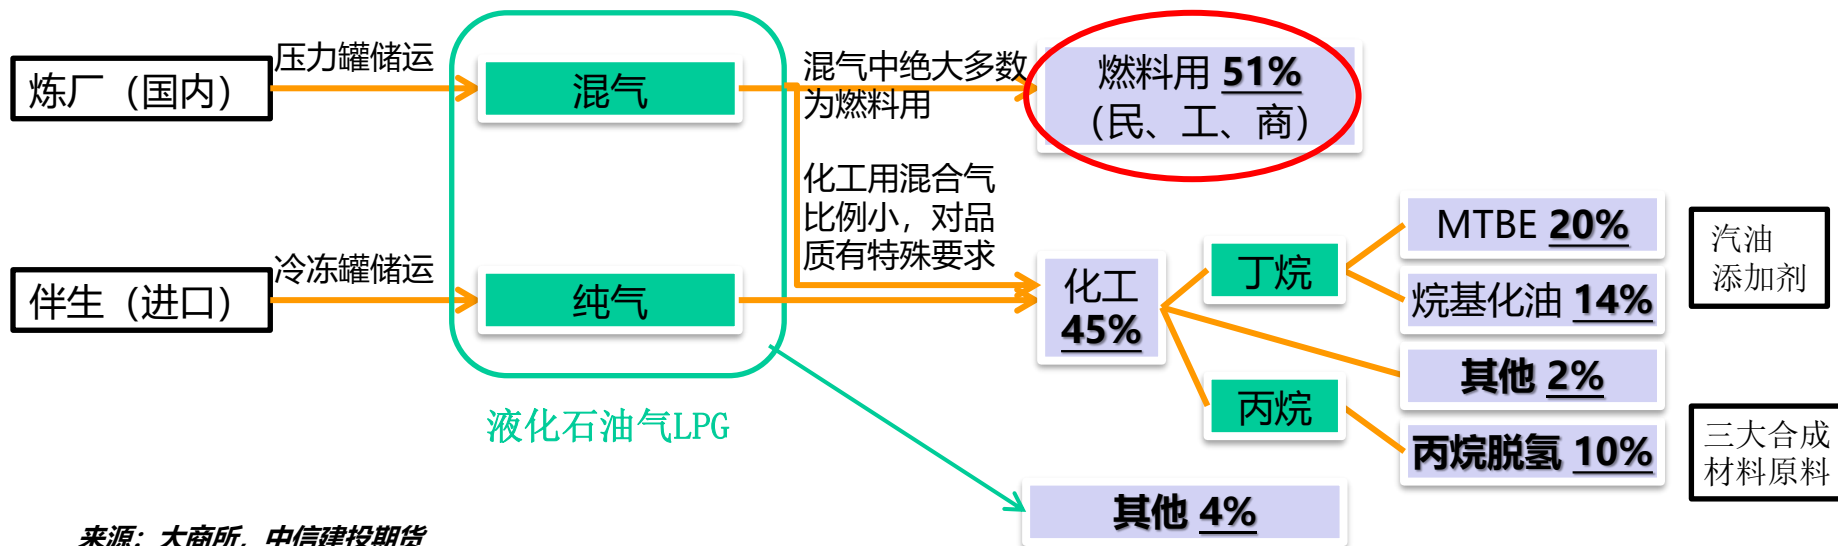 炼厂（国内）
压力罐储运
混气
混气中绝大多数
为燃料用
燃料用 51%
（民、工、商）
化工用混合气
比例小，对品
质有特殊要求
伴生（进口）
冷冻罐储运
纯气
化工
45%
丁烷
丙烷
MTBE 20%
烷基化油 14%
其他 2%
丙烷脱氢 10%
汽油
添加剂
三大合成
材料原料
液化石油气LPG
其他 4%
来源：大商所，中信建投期货